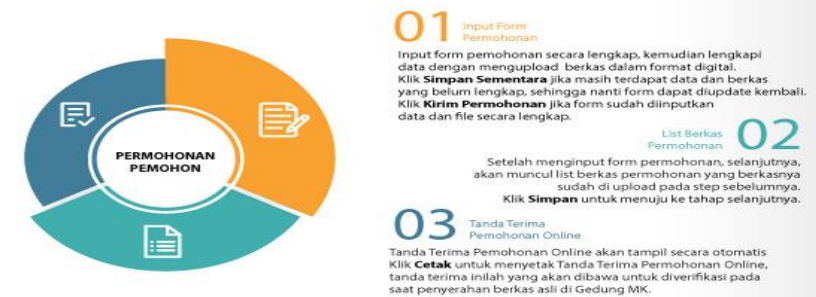 PERMOHONAN
PEMOHON
01 Input Form
Permohonan
Input form pemohonan secara lengkap, kemudian lengkapi
data dengan mengupload berkas dalam format digital.
Klik Simpan Sementara jika masih terdapat data dan berkas
yang belum lengkap, sehingga nanti form dapat diupdate kembali.
Klik Kirim Permohonan jika form sudah diinputkan
data dan file secara lengkap.
List Berkas
Permohonan 02
Setelah menginput form permohonan, selanjutnya,
akan muncul list berkas permohonan yang berkasnya
sudah di upload pada step sebelumnya.
Klik Simpan untuk menuju ke tahap selanjutnya.
03 Tanda Terima
Pemohonan Online
Tanda Terima Pemohonan Online akan tampil secara otomatis
Klik Cetak untuk menyetak Tanda Terima Permohonan Online,
tanda terima inilah yang akan dibawa untuk diverifikasi pada
saat penyerahan berkas asli di Gedung MK.